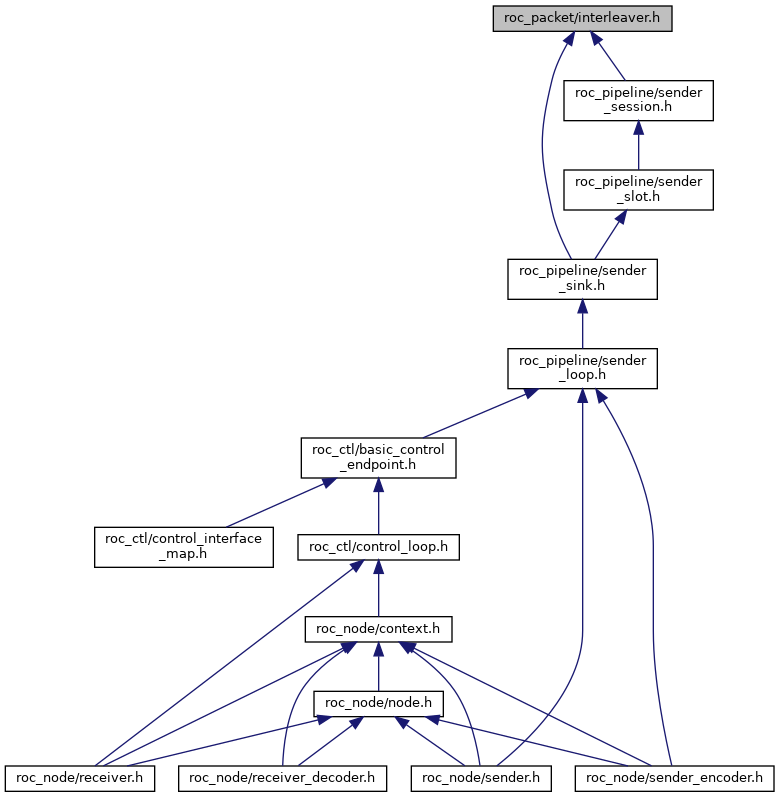 roc_packet/interleaver.h
roc_pipeline/sender
_session.h
roc_pipeline/sender
_slot.h
roc_pipeline/sender
_sink.h
roc_pipeline/sender
_loop.h
roc_ctl/basic_control
_endpoint.h
roc_ctl/control_interface
_map.h
roc_ctl/control_loop.h
roc_node/context.h
roc_node/node.h
roc_node/receiver.h
roc_node/receiver_decoder.h
roc_node/sender.h
roc_node/sender_encoder.h